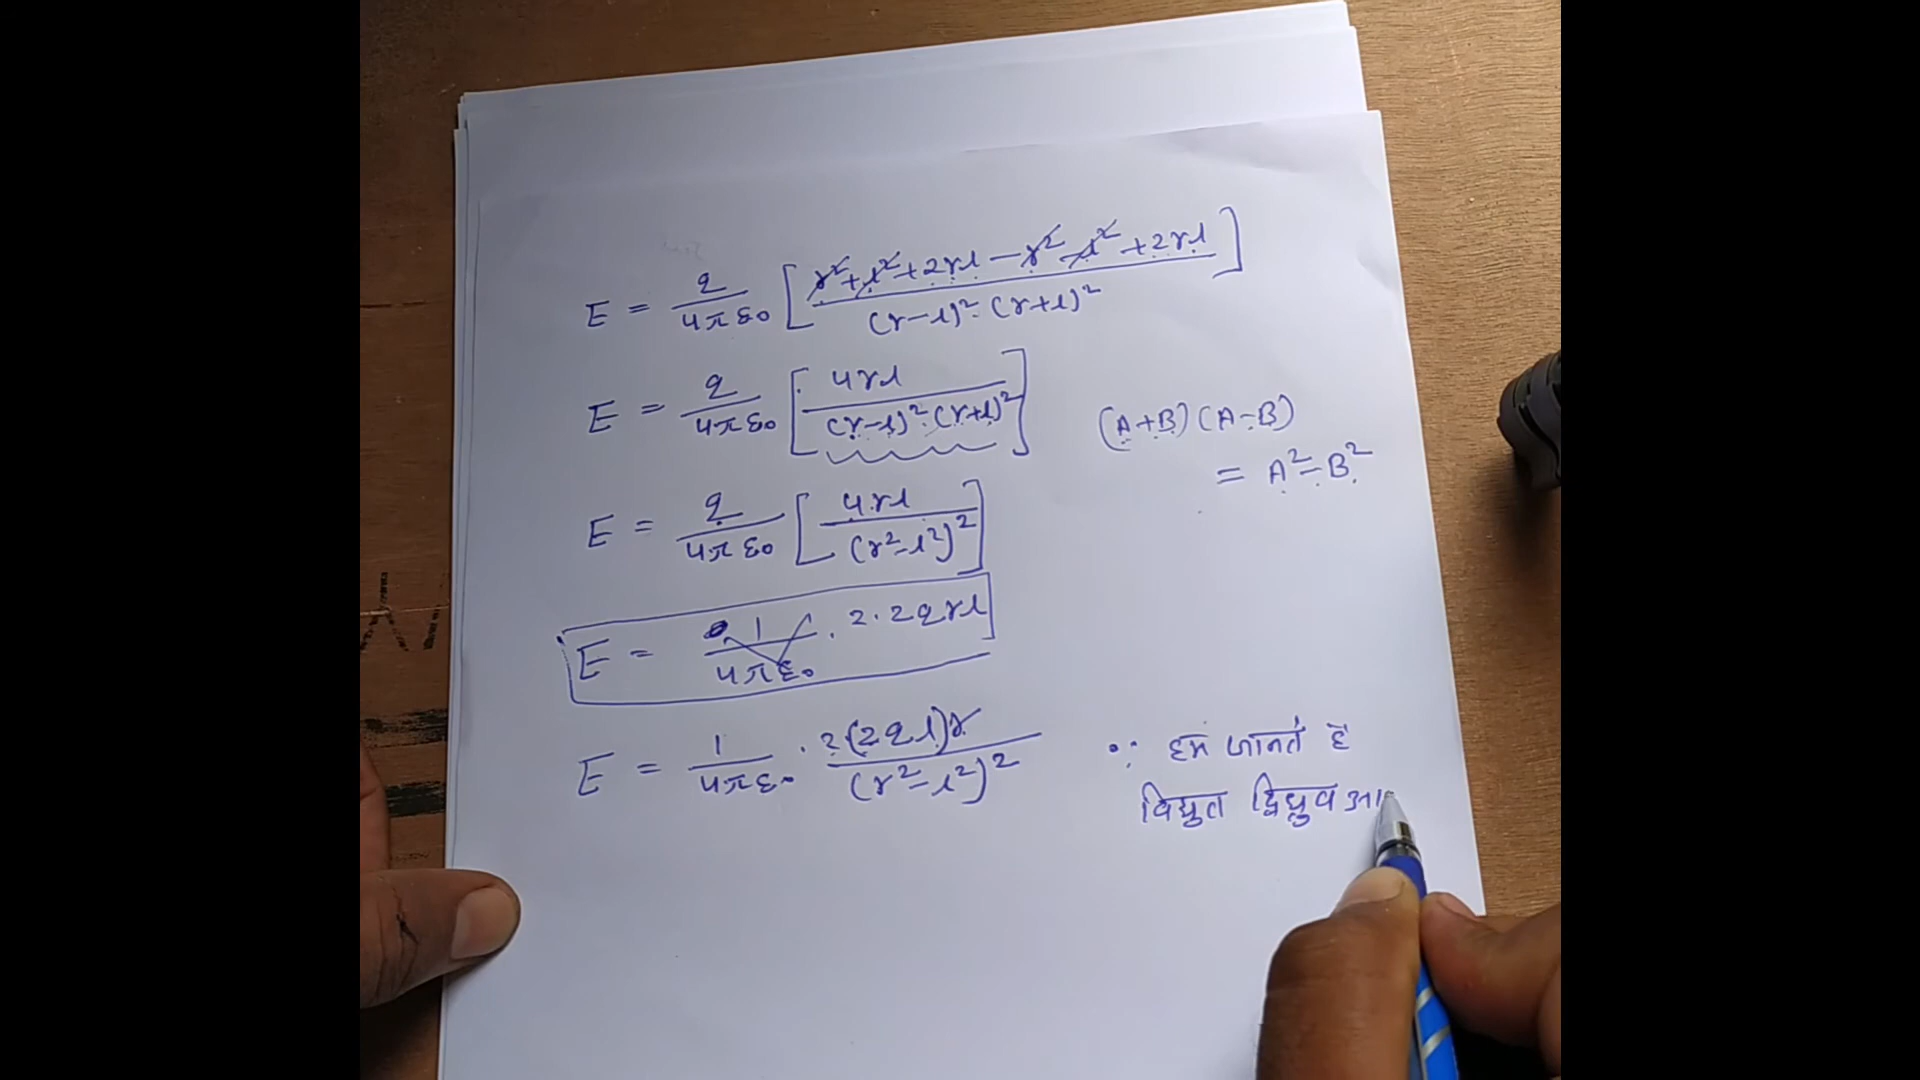 E = q/4πε₀ [(r² + l² + 2rl − r² − l² + 2rl)/((r−l)²·(r+l)²)]
E = q/4πε₀ [4rl/((r−l)²·(r+l)²)]
(A+B)(A−B)
= A²−B²
E = q/4πε₀ [4rl/(r²−l²)²]
E = 1/4πε₀ . 2.2qrl
E = 1/4πε₀ . 2(2ql)r/(r²−l²)²
∵ हम जानते है
विद्युत द्विध्रुव आ